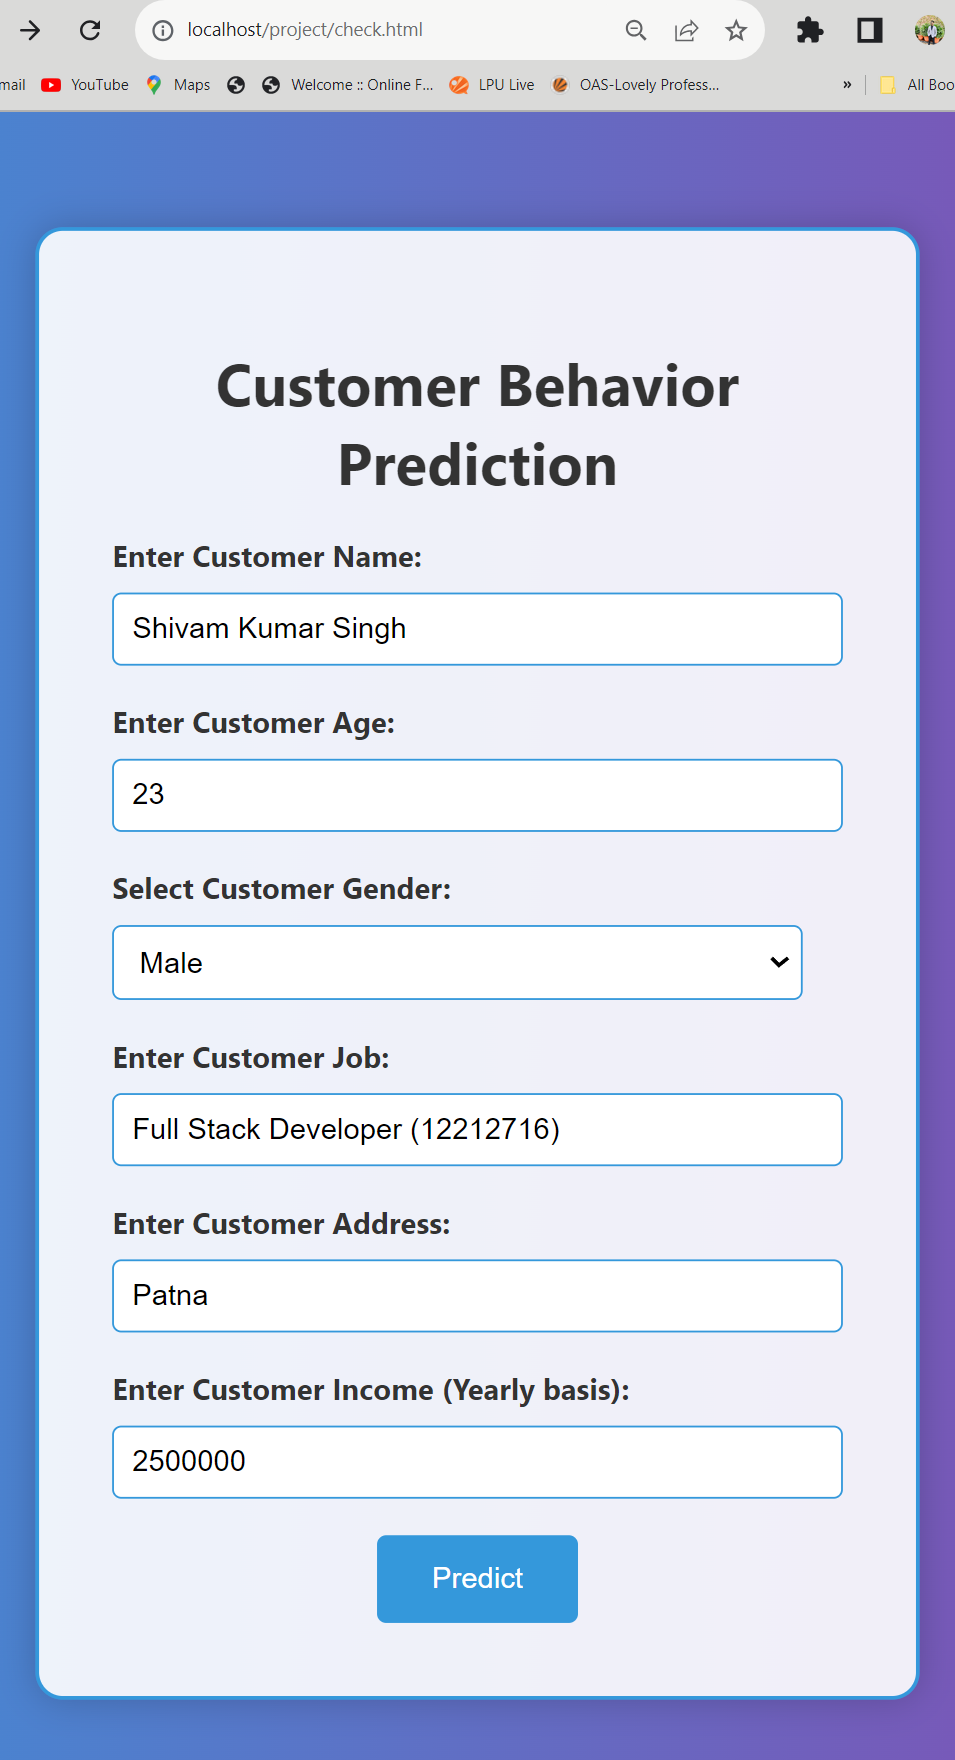 localhost/project/check.html
mail YouTube Maps Welcome :: Online F... LPU Live OAS-Lovely Profess... » All Boo
Customer Behavior
Prediction
Enter Customer Name:
Shivam Kumar Singh
Enter Customer Age:
23
Select Customer Gender:
Male
Enter Customer Job:
Full Stack Developer (12212716)
Enter Customer Address:
Patna
Enter Customer Income (Yearly basis):
2500000
Predict